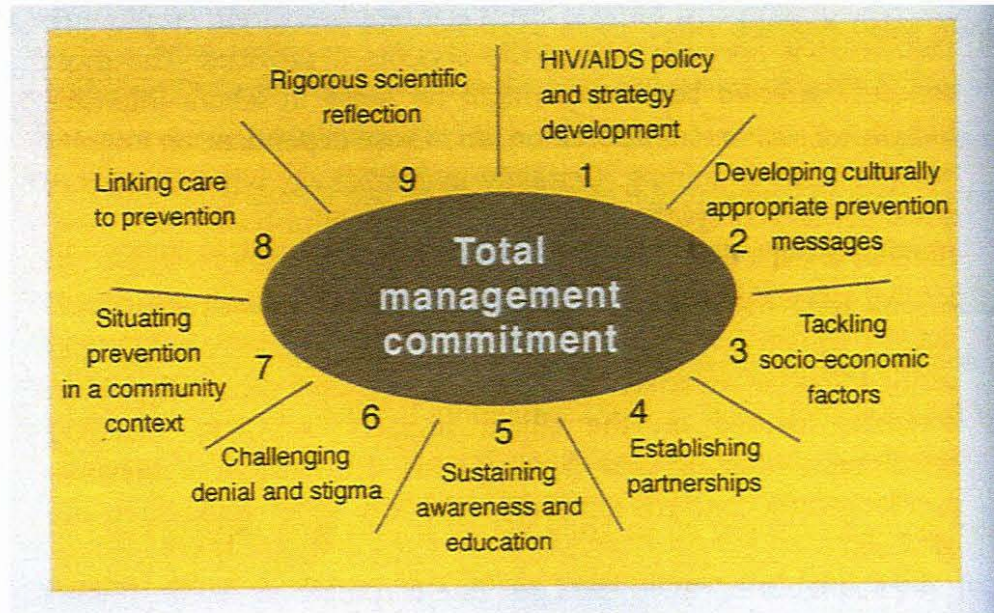 Total
management
commitment
1
HIV/AIDS policy
and strategy
development
2
Developing culturally
appropriate prevention
messages
3
Tackling
socio-economic
factors
4
Establishing
partnerships
5
Sustaining
awareness and
education
6
Challenging
denial and stigma
7
Situating
prevention
in a community
context
8
Linking care
to prevention
9
Rigorous scientific
reflection